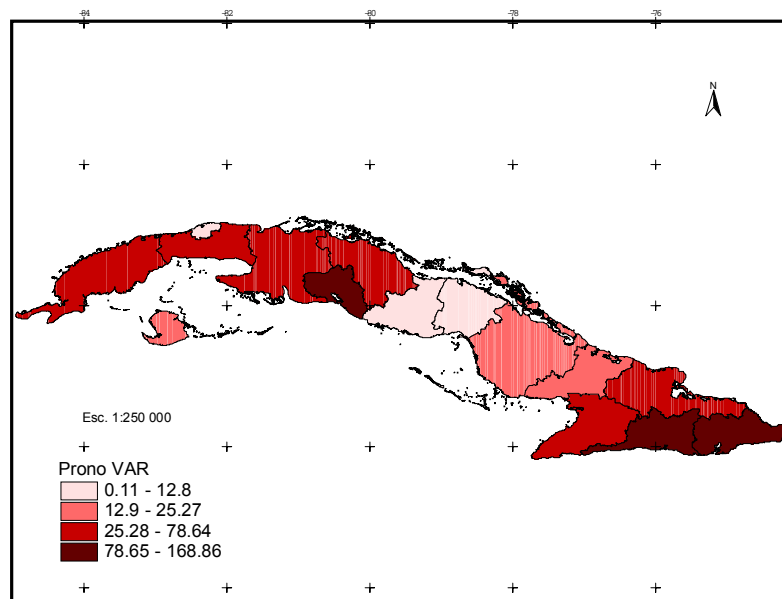 -84 -82 -80 -78 -76
N
Esc. 1:250 000
Prono VAR
0.11 - 12.8
12.9 - 25.27
25.28 - 78.64
78.65 - 168.86